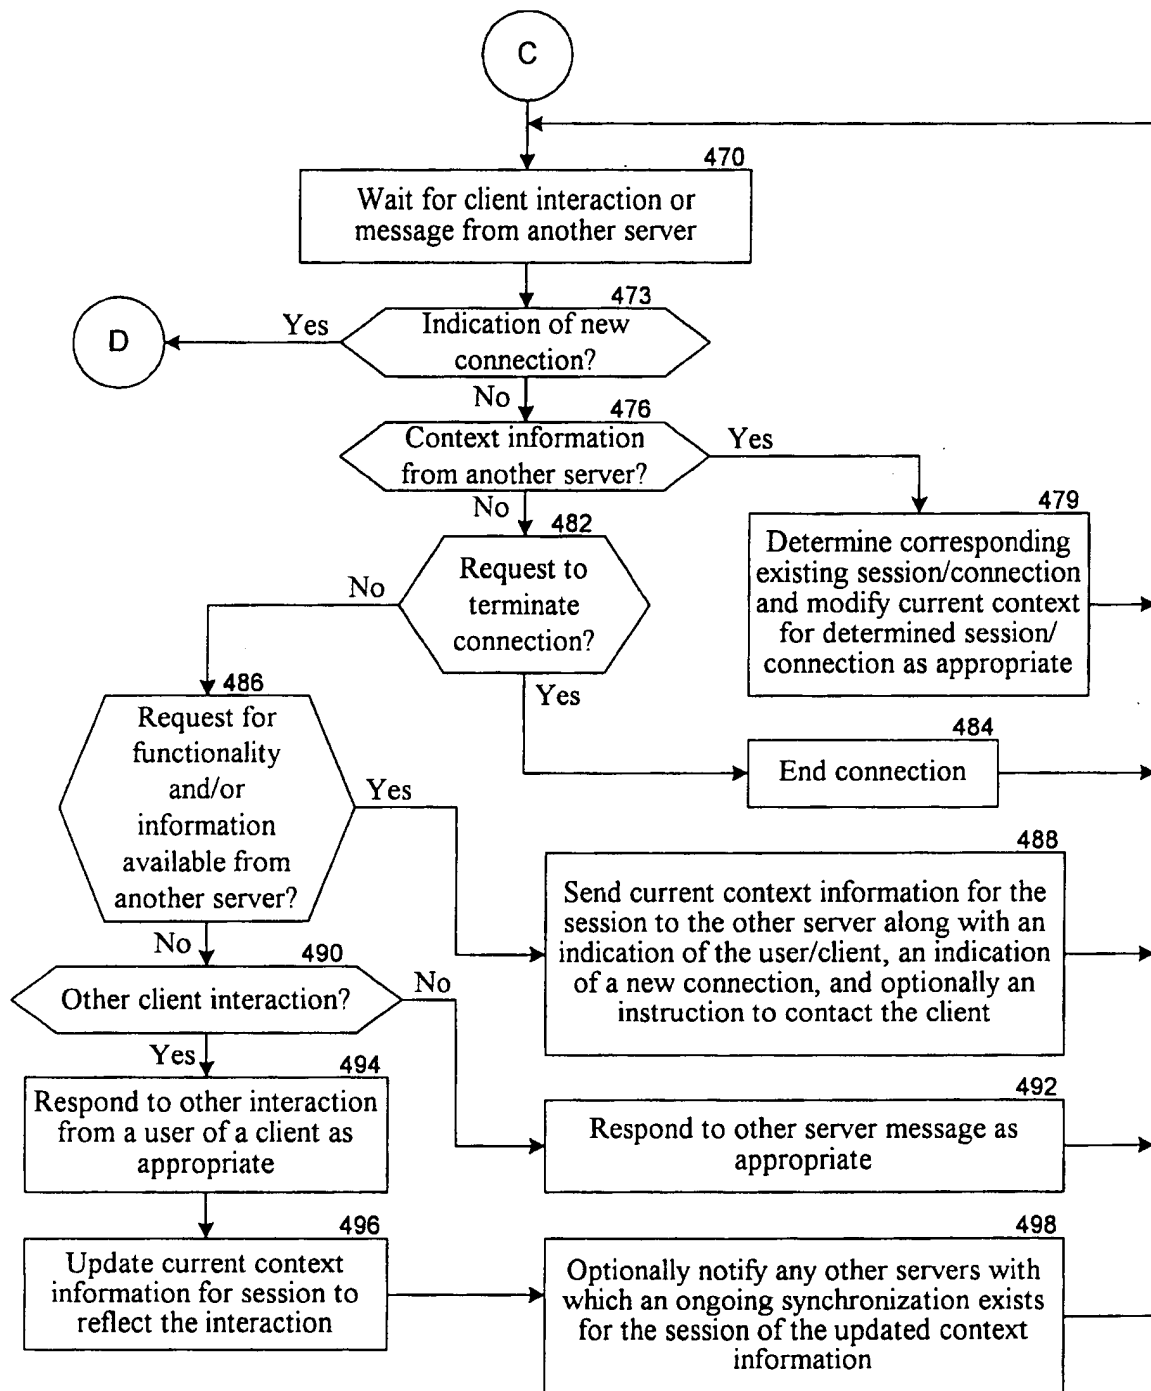 C
470
Wait for client interaction or
message from another server
473
Indication of new
connection?
Yes
D
No
476
Context information
from another server?
Yes
No
479
Determine corresponding
existing session/connection
and modify current context
for determined session/
connection as appropriate
482
Request to
terminate
connection?
No
Yes
484
End connection
486
Request for
functionality
and/or
information
available from
another server?
Yes
No
488
Send current context information for the
session to the other server along with an
indication of the user/client, an indication
of a new connection, and optionally an
instruction to contact the client
490
Other client interaction?
No
Yes
492
Respond to other server message as
appropriate
494
Respond to other interaction
from a user of a client as
appropriate
496
Update current context
information for session to
reflect the interaction
498
Optionally notify any other servers with
which an ongoing synchronization exists
for the session of the updated context
information